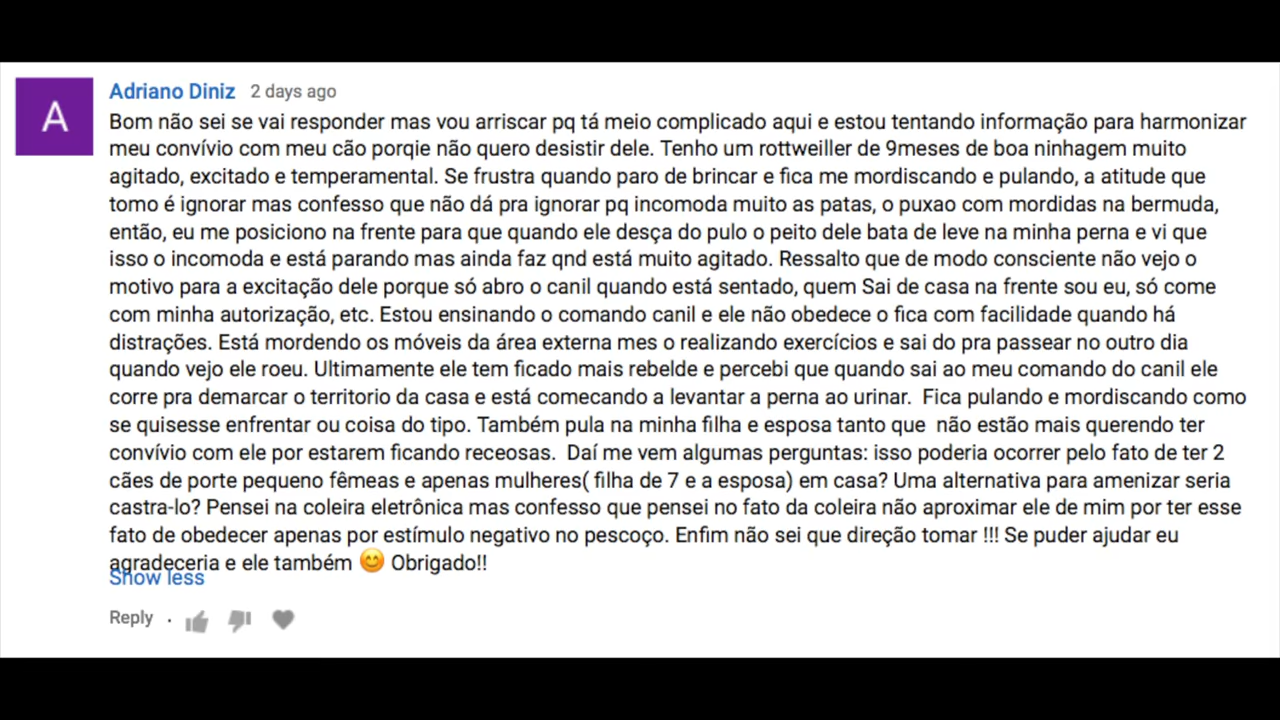 A
Adriano Diniz 2 days ago
Bom não sei se vai responder mas vou arriscar pq tá meio complicado aqui e estou tentando informação para harmonizar
meu convívio com meu cão porqie não quero desistir dele. Tenho um rottweiller de 9meses de boa ninhagem muito
agitado, excitado e temperamental. Se frustra quando paro de brincar e fica me mordiscando e pulando, a atitude que
tomo é ignorar mas confesso que não dá pra ignorar pq incomoda muito as patas, o puxao com mordidas na bermuda,
então, eu me posiciono na frente para que quando ele desça do pulo o peito dele bata de leve na minha perna e vi que
isso o incomoda e está parando mas ainda faz qnd está muito agitado. Ressalto que de modo consciente não vejo o
motivo para a excitação dele porque só abro o canil quando está sentado, quem Sai de casa na frente sou eu, só come
com minha autorização, etc. Estou ensinando o comando canil e ele não obedece o fica com facilidade quando há
distrações. Está mordendo os móveis da área externa mes o realizando exercícios e sai do pra passear no outro dia
quando vejo ele roeu. Ultimamente ele tem ficado mais rebelde e percebi que quando sai ao meu comando do canil ele
corre pra demarcar o territorio da casa e está comecando a levantar a perna ao urinar.  Fica pulando e mordiscando como
se quisesse enfrentar ou coisa do tipo. Também pula na minha filha e esposa tanto que  não estão mais querendo ter
convívio com ele por estarem ficando receosas.  Daí me vem algumas perguntas: isso poderia ocorrer pelo fato de ter 2
cães de porte pequeno fêmeas e apenas mulheres( filha de 7 e a esposa) em casa? Uma alternativa para amenizar seria
castra-lo? Pensei na coleira eletrônica mas confesso que pensei no fato da coleira não aproximar ele de mim por ter esse
fato de obedecer apenas por estímulo negativo no pescoço. Enfim não sei que direção tomar !!! Se puder ajudar eu
agradeceria e ele também 😊 Obrigado!!
Show less
Reply